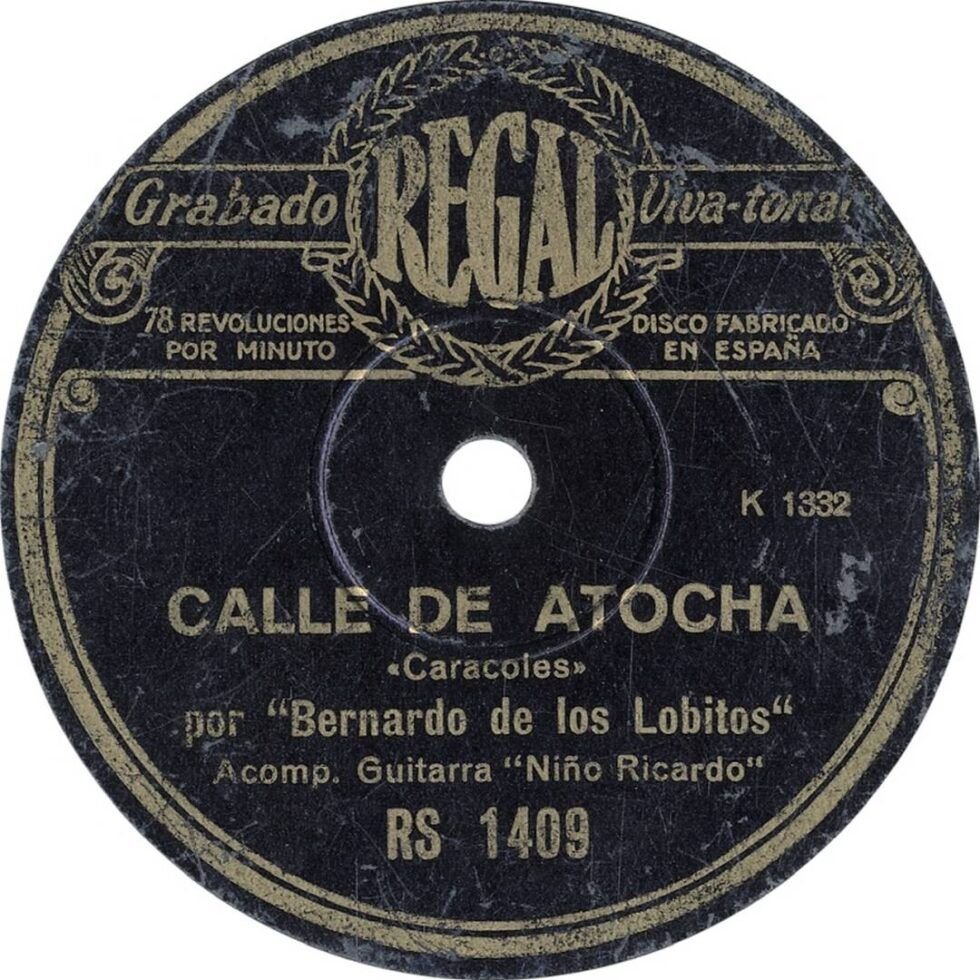 REGAL
Grabado Viva-tonal
78 REVOLUCIONES
POR MINUTO
DISCO FABRICADO
EN ESPAÑA
K 1332
CALLE DE ATOCHA
«Caracoles»
por “Bernardo de los Lobitos“
Acomp. Guitarra “Niño Ricardo“
RS 1409